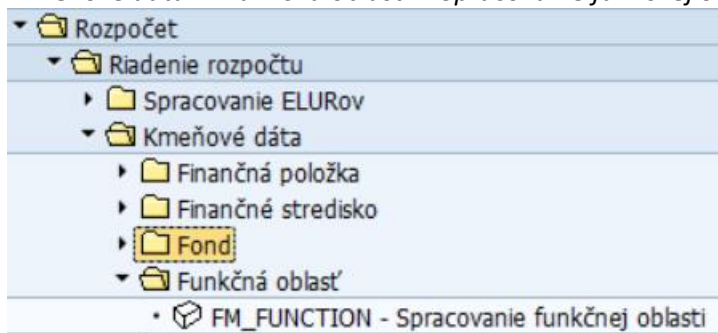 Rozpočet
Riadenie rozpočtu
Spracovanie ELURov
Kmeňové dáta
Finančná položka
Finančné stredisko
Fond
Funkčná oblasť
FM_FUNCTION - Spracovanie funkčnej oblasti